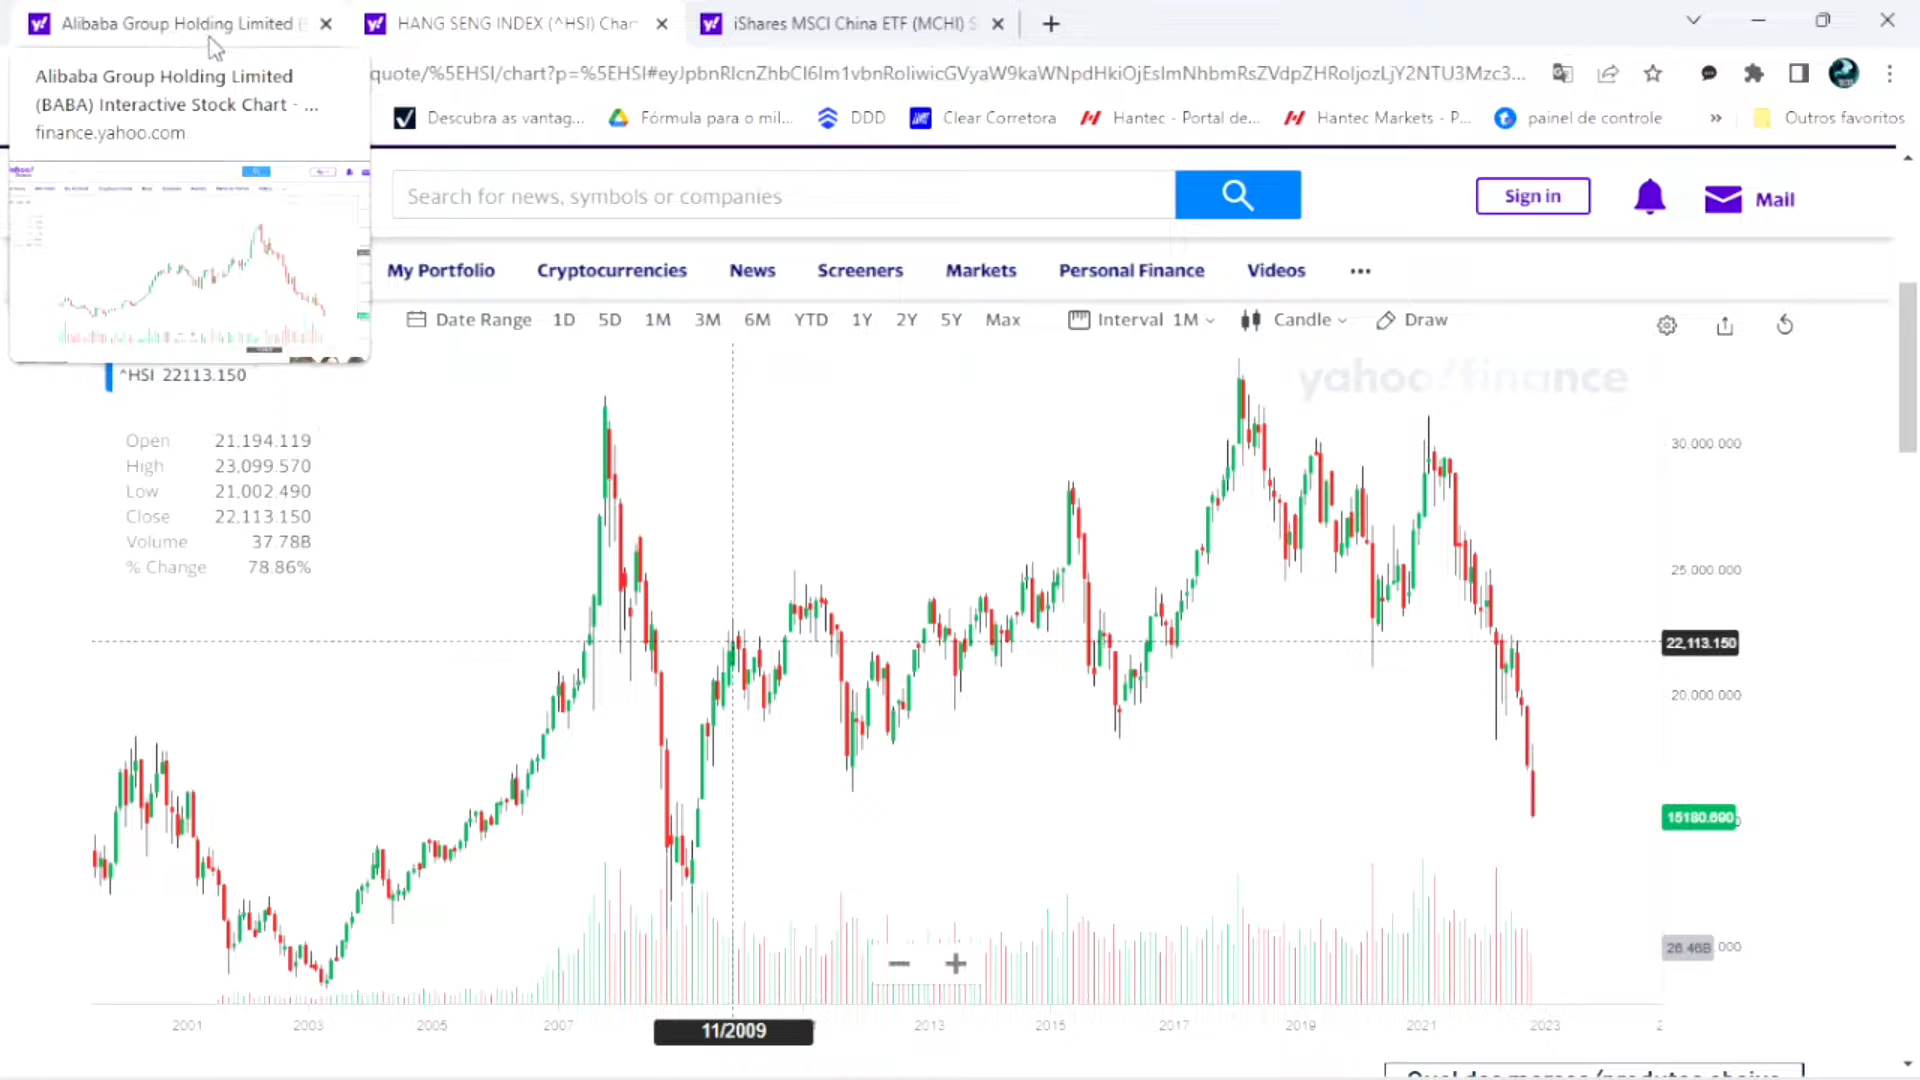 Alibaba Group Holding Limited
HANG SENG INDEX (^HSI) Char
iShares MSCI China ETF (MCHI) S
Alibaba Group Holding Limited
(BABA) Interactive Stock Chart - ...
finance.yahoo.com
Descubra as vantag...
Fórmula para o mil...
DDD
Clear Corretora
Hantec - Portal de...
Hantec Markets - P...
painel de controle
»
Outros favoritos
Search for news, symbols or companies
Sign in
Mail
My Portfolio
Cryptocurrencies
News
Screeners
Markets
Personal Finance
Videos
Date Range
1D
5D
1M
3M
6M
YTD
1Y
2Y
5Y
Max
Interval 1M
Candle
Draw
^HSI 22113.150
yahoo!finance
Open 21,194.119
High 23,099.570
Low 21,002.490
Close 22,113.150
Volume 37.78B
% Change 78.86%
30,000.000
25,000.000
22,113.150
20,000.000
15180.690
26.46B
000
2001
2003
2005
2007
11/2009
2013
2015
2017
2019
2021
2023
2